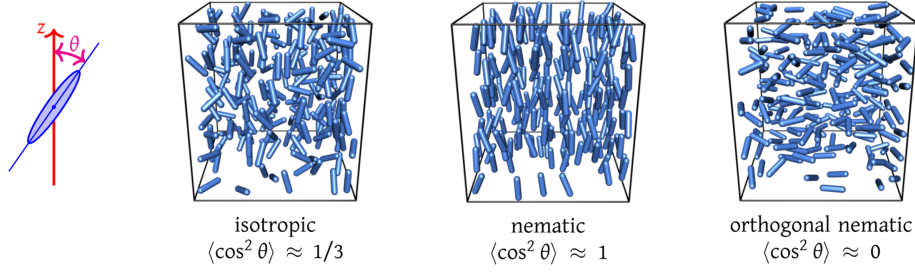 z
θ
isotropic
⟨cos² θ⟩ ≈ 1/3
nematic
⟨cos² θ⟩ ≈ 1
orthogonal nematic
⟨cos² θ⟩ ≈ 0